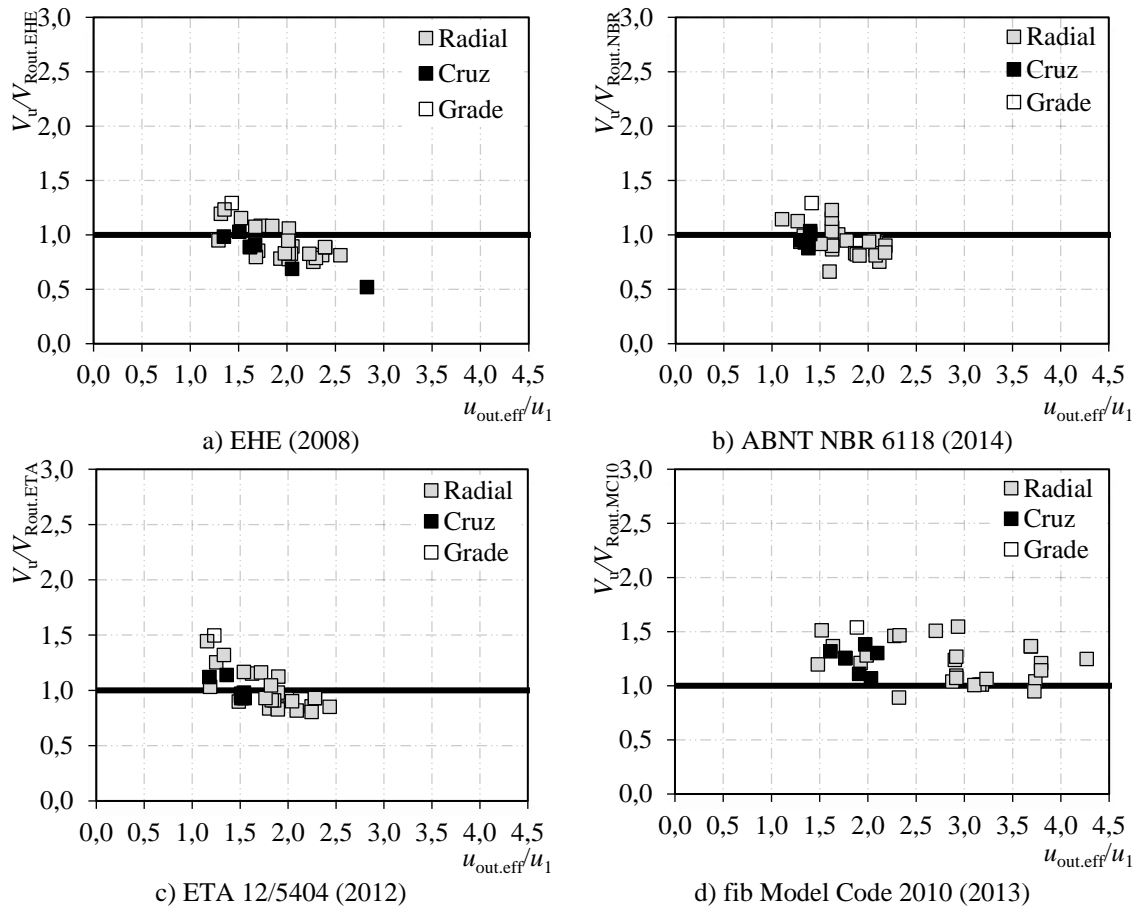 V_u/V_Rout.EHE
3,0
2,5
2,0
1,5
1,0
0,5
0,0
Radial
Cruz
Grade
0,0 0,5 1,0 1,5 2,0 2,5 3,0 3,5 4,0 4,5
u_out.eff/u_1
a) EHE (2008)
V_u/V_Rout.NBR
3,0
2,5
2,0
1,5
1,0
0,5
0,0
Radial
Cruz
Grade
0,0 0,5 1,0 1,5 2,0 2,5 3,0 3,5 4,0 4,5
u_out.eff/u_1
b) ABNT NBR 6118 (2014)
V_u/V_Rout.ETA
3,0
2,5
2,0
1,5
1,0
0,5
0,0
Radial
Cruz
Grade
0,0 0,5 1,0 1,5 2,0 2,5 3,0 3,5 4,0 4,5
u_out.eff/u_1
c) ETA 12/5404 (2012)
V_u/V_Rout.MC10
3,0
2,5
2,0
1,5
1,0
0,5
0,0
Radial
Cruz
Grade
0,0 0,5 1,0 1,5 2,0 2,5 3,0 3,5 4,0 4,5
u_out.eff/u_1
d) fib Model Code 2010 (2013)